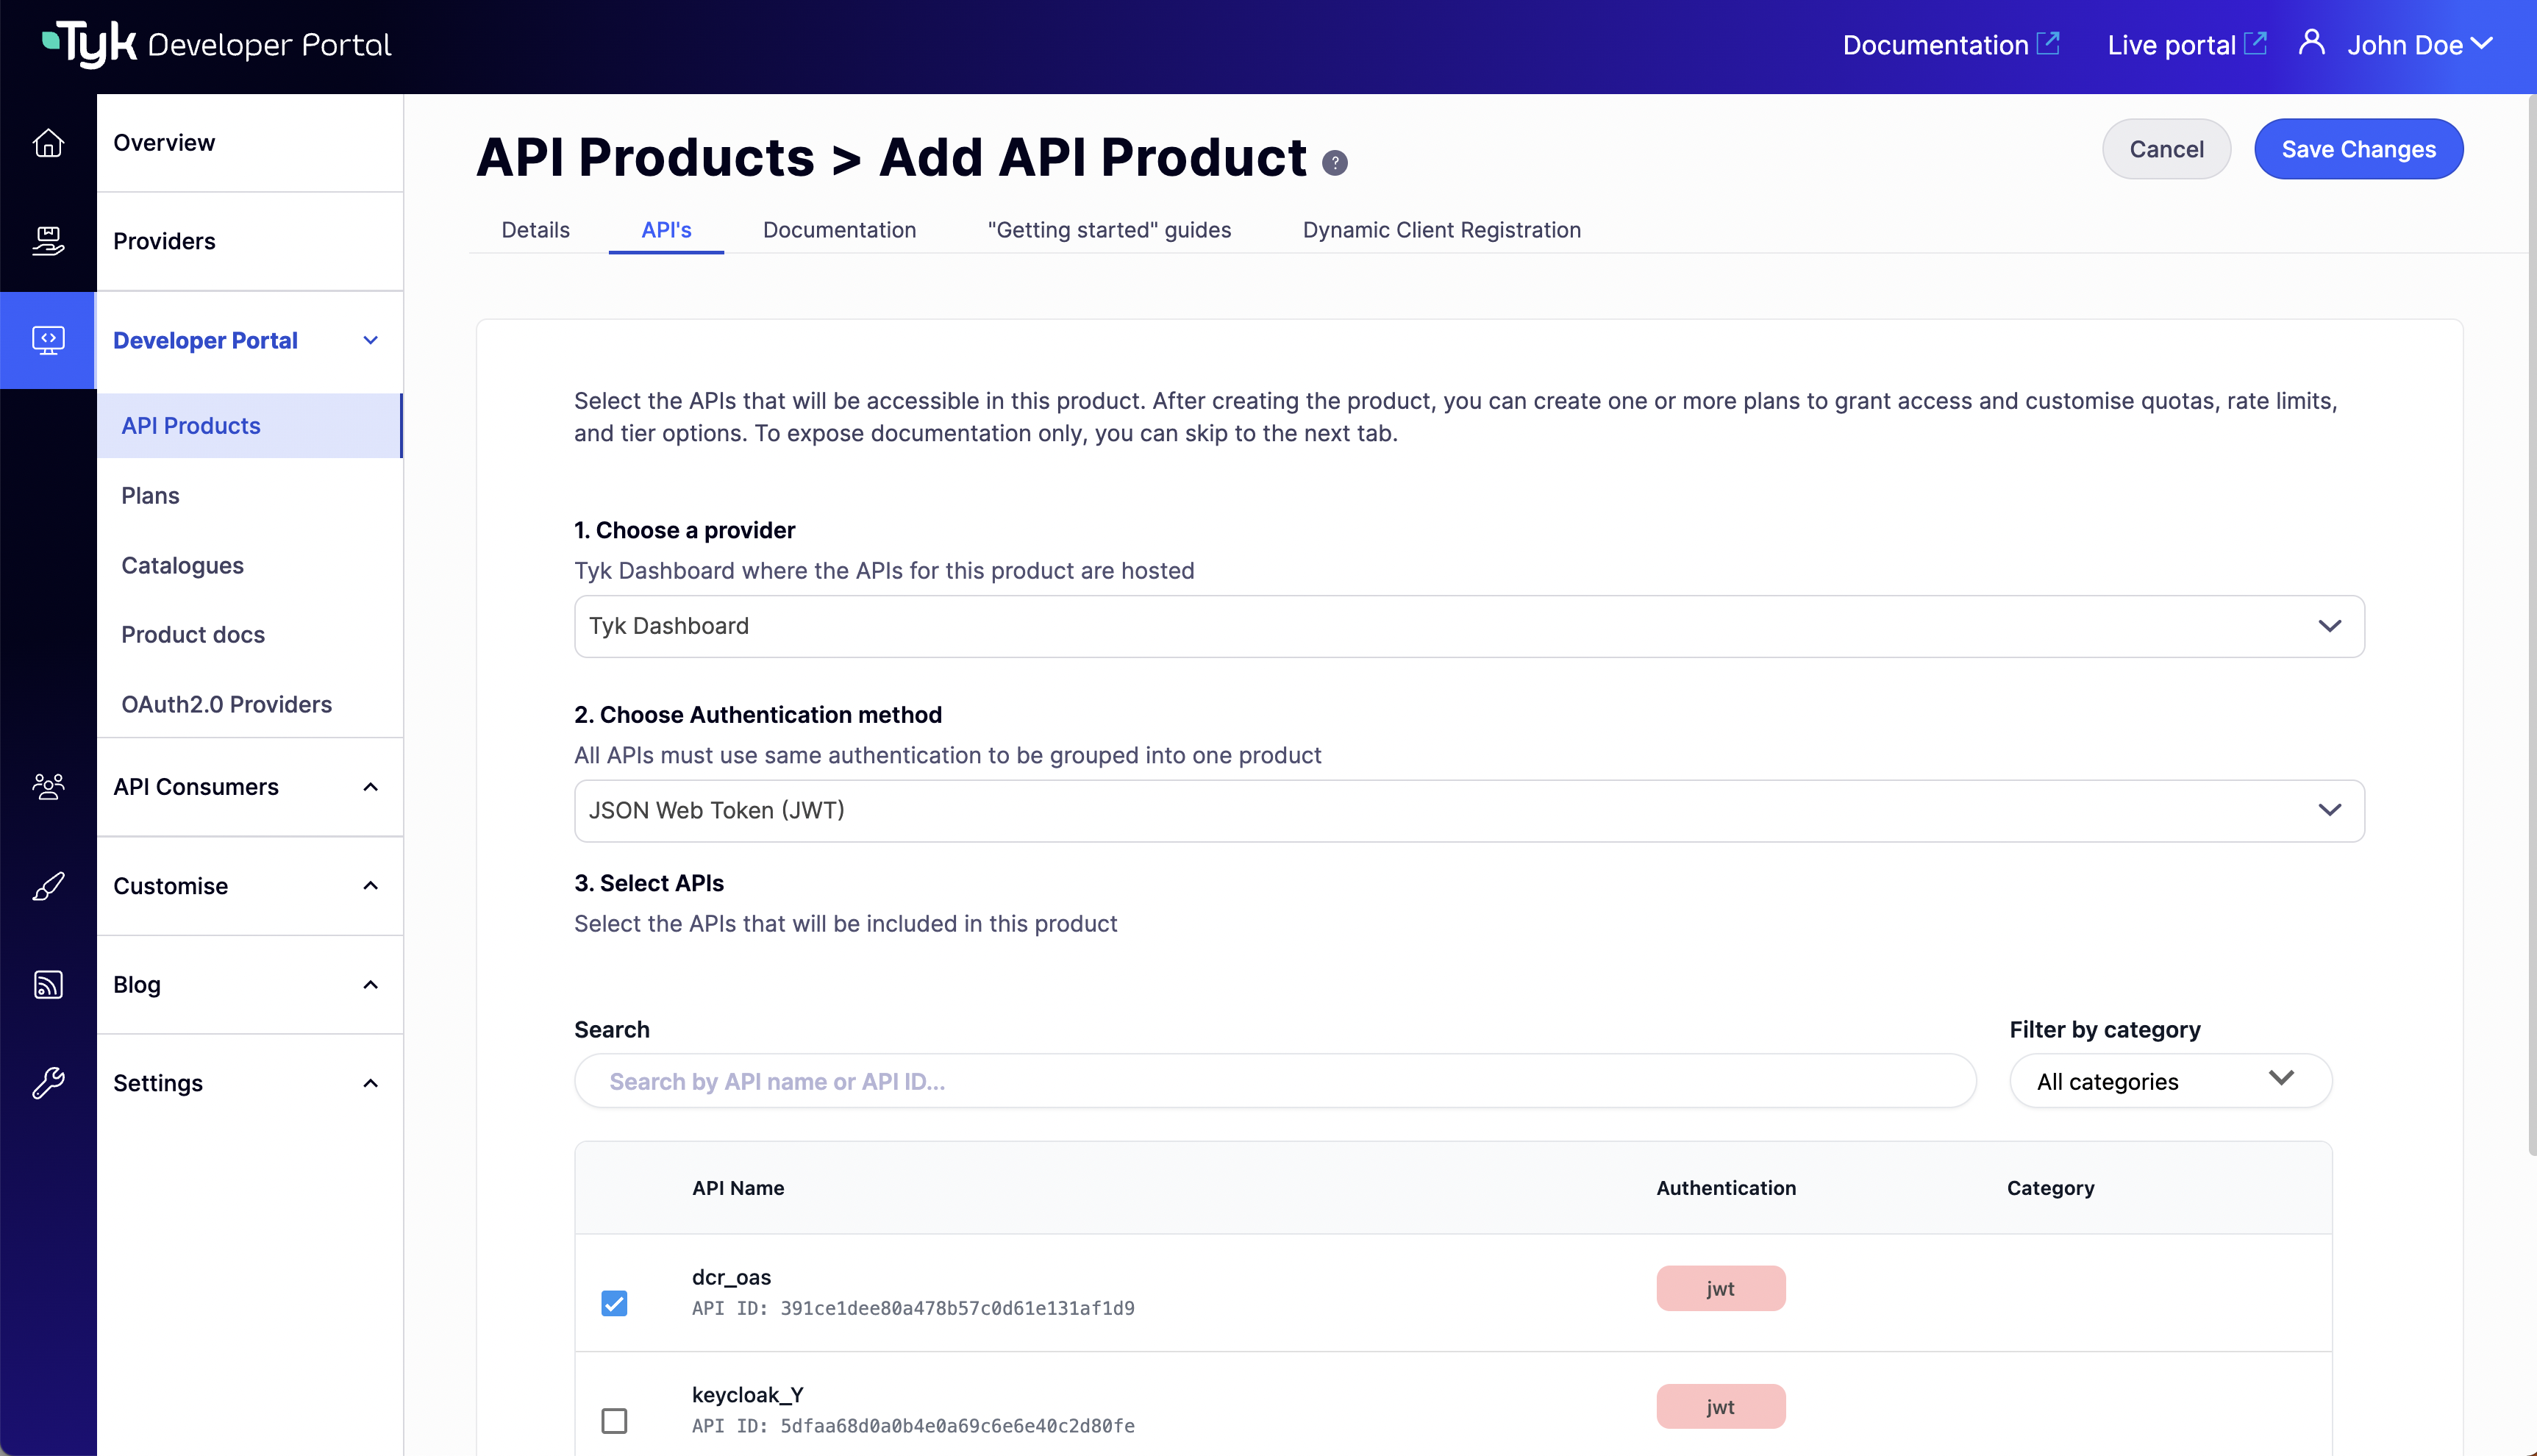 Tyk Developer Portal
Documentation
Live portal
John Doe
Overview
Providers
Developer Portal
API Products
Plans
Catalogues
Product docs
OAuth2.0 Providers
API Consumers
Customise
Blog
Settings
API Products > Add API Product ?
Cancel
Save Changes
Details
API's
Documentation
"Getting started" guides
Dynamic Client Registration
Select the APIs that will be accessible in this product. After creating the product, you can create one or more plans to grant access and customise quotas, rate limits,
and tier options. To expose documentation only, you can skip to the next tab.
1. Choose a provider
Tyk Dashboard where the APIs for this product are hosted
Tyk Dashboard
2. Choose Authentication method
All APIs must use same authentication to be grouped into one product
JSON Web Token (JWT)
3. Select APIs
Select the APIs that will be included in this product
Search
Filter by category
Search by API name or API ID...
All categories
API Name
Authentication
Category
dcr_oas
API ID: 391ce1dee80a478b57c0d61e131af1d9
jwt
keycloak_Y
API ID: 5dfaa68d0a0b4e0a69c6e6e40c2d80fe
jwt